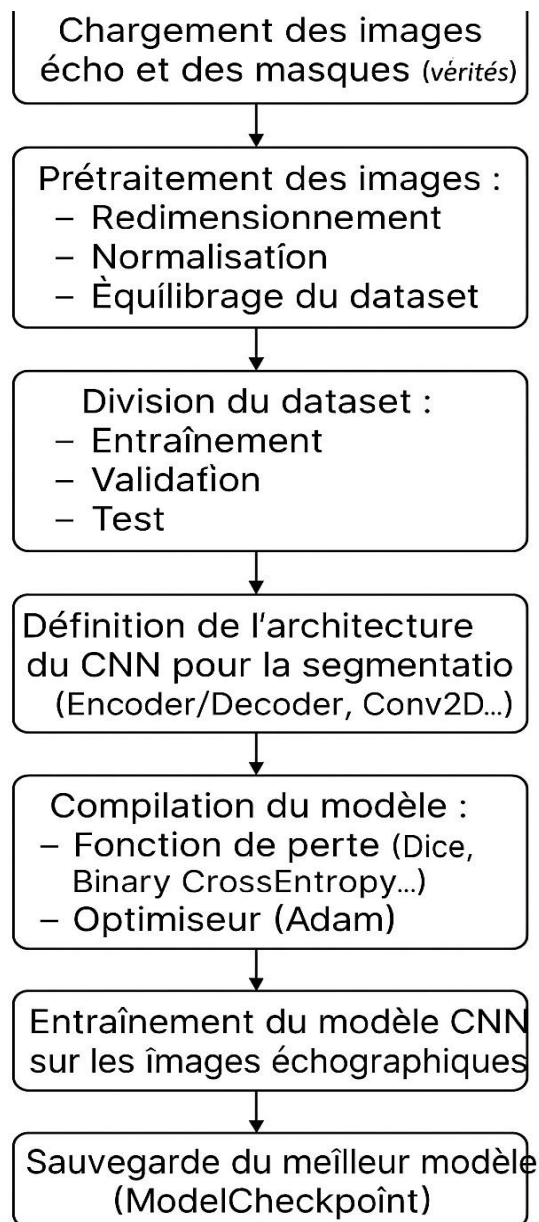 Chargement des images
écho et des masques (vérités)
Prétraitement des images :
– Redimensionnement
– Normalisatíon
– Èquílibrage du dataset
Division du dataset :
– Entraînement
– Validafìon
– Test
Définition de l'architecture
du CNN pour la segmentatio
(Encoder/Decoder, Conv2D...)
Compilation du modèle :
– Fonction de perte (Dice,
Binary CrossEntropy...)
– Optimiseur (Adam)
Entraînement du modèle CNN
sur les îmages échographiques
Sauvegarde du meîlleur modèle
(ModelCheckpoînt)